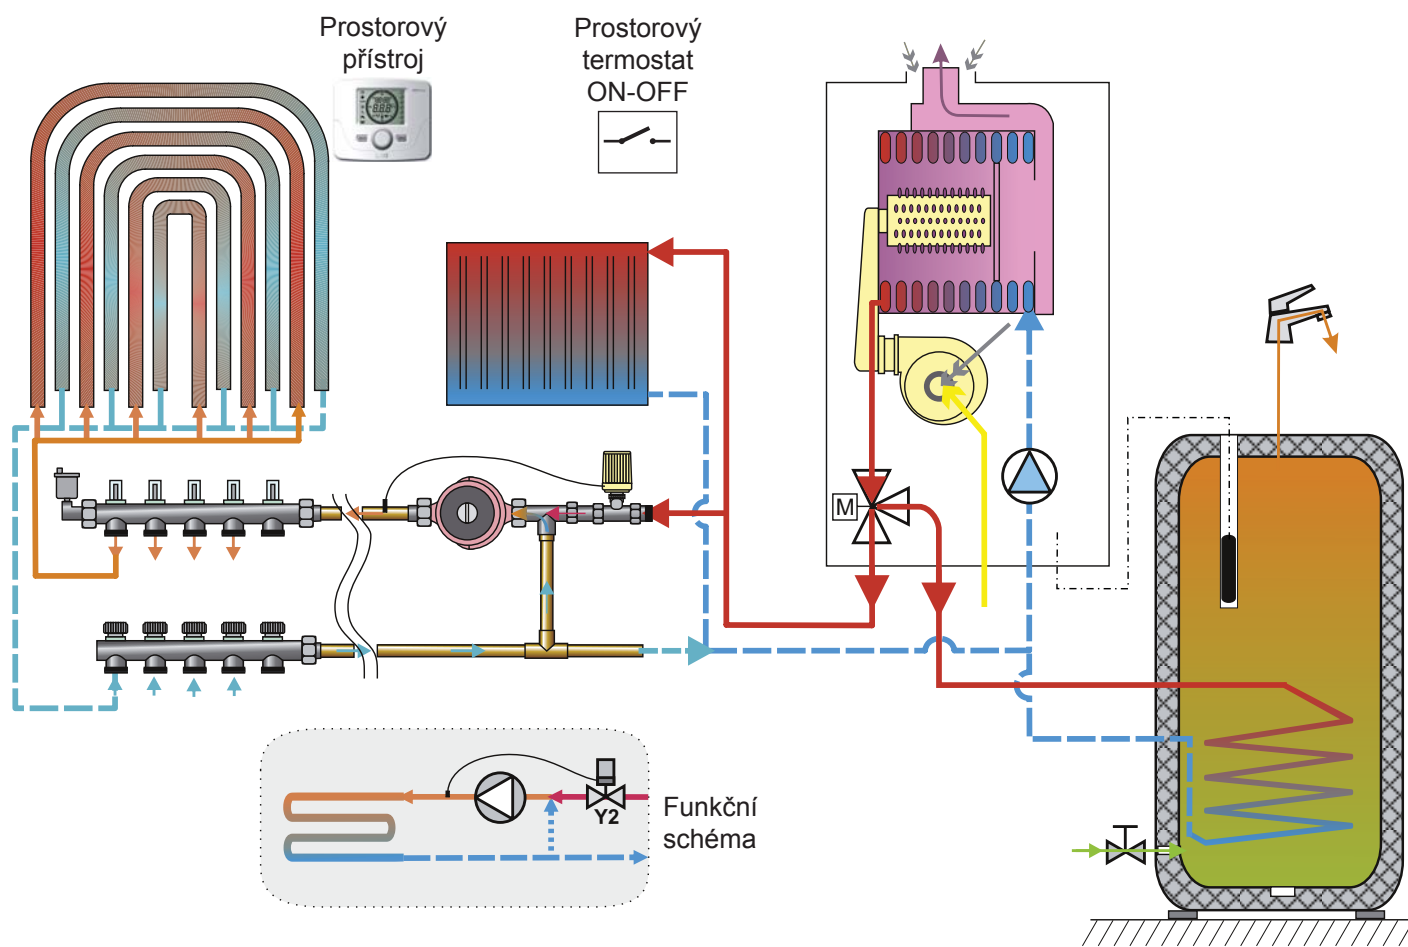 Prostorový
přístroj
Prostorový
termostat
ON-OFF
M
Y2
Funkční
schéma